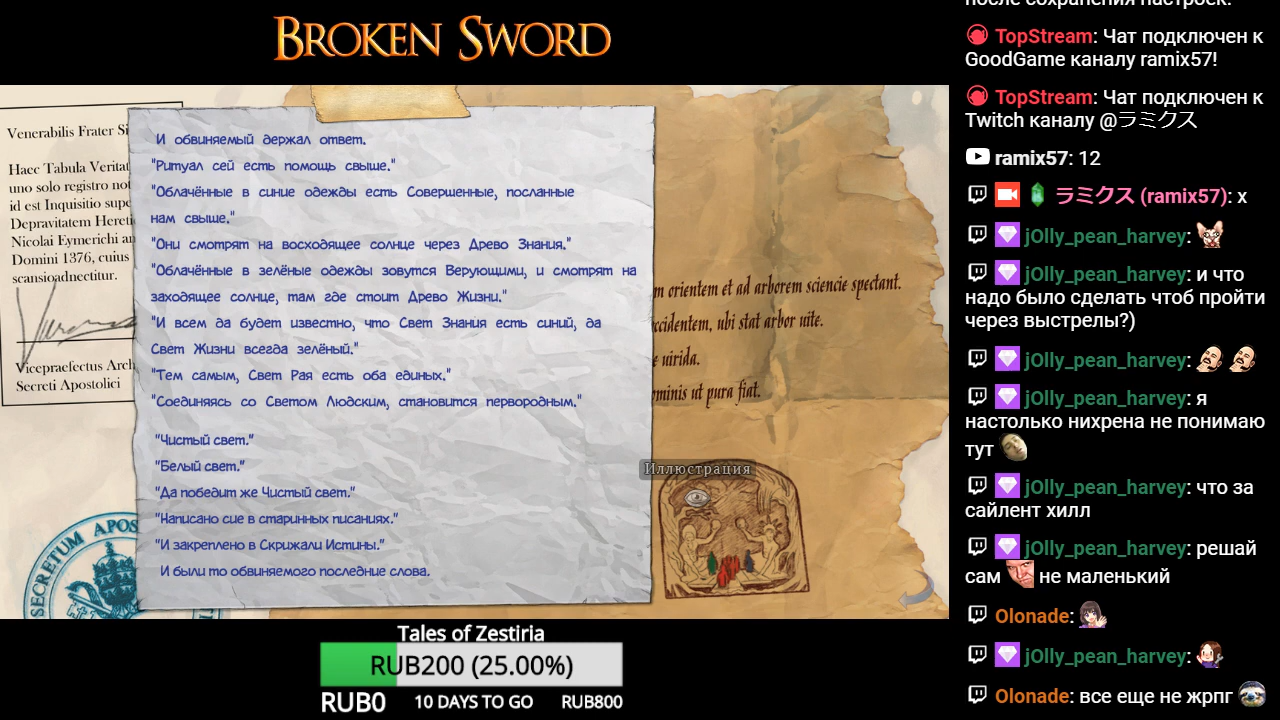 BROKEN SWORD
Venerabilis Frater Si
Haec Tabula Veritat
uno solo registro not
id est Inquisitio supe
Depravitatem Hereti
Nicolai Eymerichi an
Domini 1376, cuius
scansioadnectitur.
Vicepraefectus Arch
Secreti Apostolici
SECRETUM APOS
И обвиняемый держал ответ.
"Ритуал сей есть помощь свыше."
"Облачённые в синие одежды есть Совершенные, посланные
нам свыше."
"Они смотрят на восходящее солнце через Древо Знания."
"Облачённые в зелёные одежды зовутся Верующими, и смотрят на
заходящее солнце, там где стоит Древо Жизни."
"И всем да будет известно, что Свет Знания есть синий, да
Свет Жизни всегда зелёный."
"Тем самым, Свет Рая есть оба единых."
"Соединяясь со Светом Людским, становится первородным."
"Чистый свет."
"Белый свет."
"Да победит же Чистый свет."
"Написано сие в старинных писаниях."
"И закреплено в Скрижали Истины."
И были то обвиняемого последние слова.
m orientem et ad arborem sciencie spectant.
ccidentem, ubi stat arbor uite.
e uirida.
ominis ut pura fiat.
Иллюстрация
Tales of Zestiria
RUB200 (25.00%)
RUB0 10 DAYS TO GO RUB800
после сохранения настроек.
TopStream: Чат подключен к
GoodGame каналу ramix57!
TopStream: Чат подключен к
Twitch каналу @ラミクス
ramix57: 12
ラミクス (ramix57): x
jOlly_pean_harvey:
jOlly_pean_harvey: и что
надо было сделать чтоб пройти
через выстрелы?)
jOlly_pean_harvey:
jOlly_pean_harvey: я
настолько нихрена не понимаю
тут
jOlly_pean_harvey: что за
сайлент хилл
jOlly_pean_harvey: решай
сам не маленький
Olonade:
jOlly_pean_harvey:
Olonade: все еще не жрпг